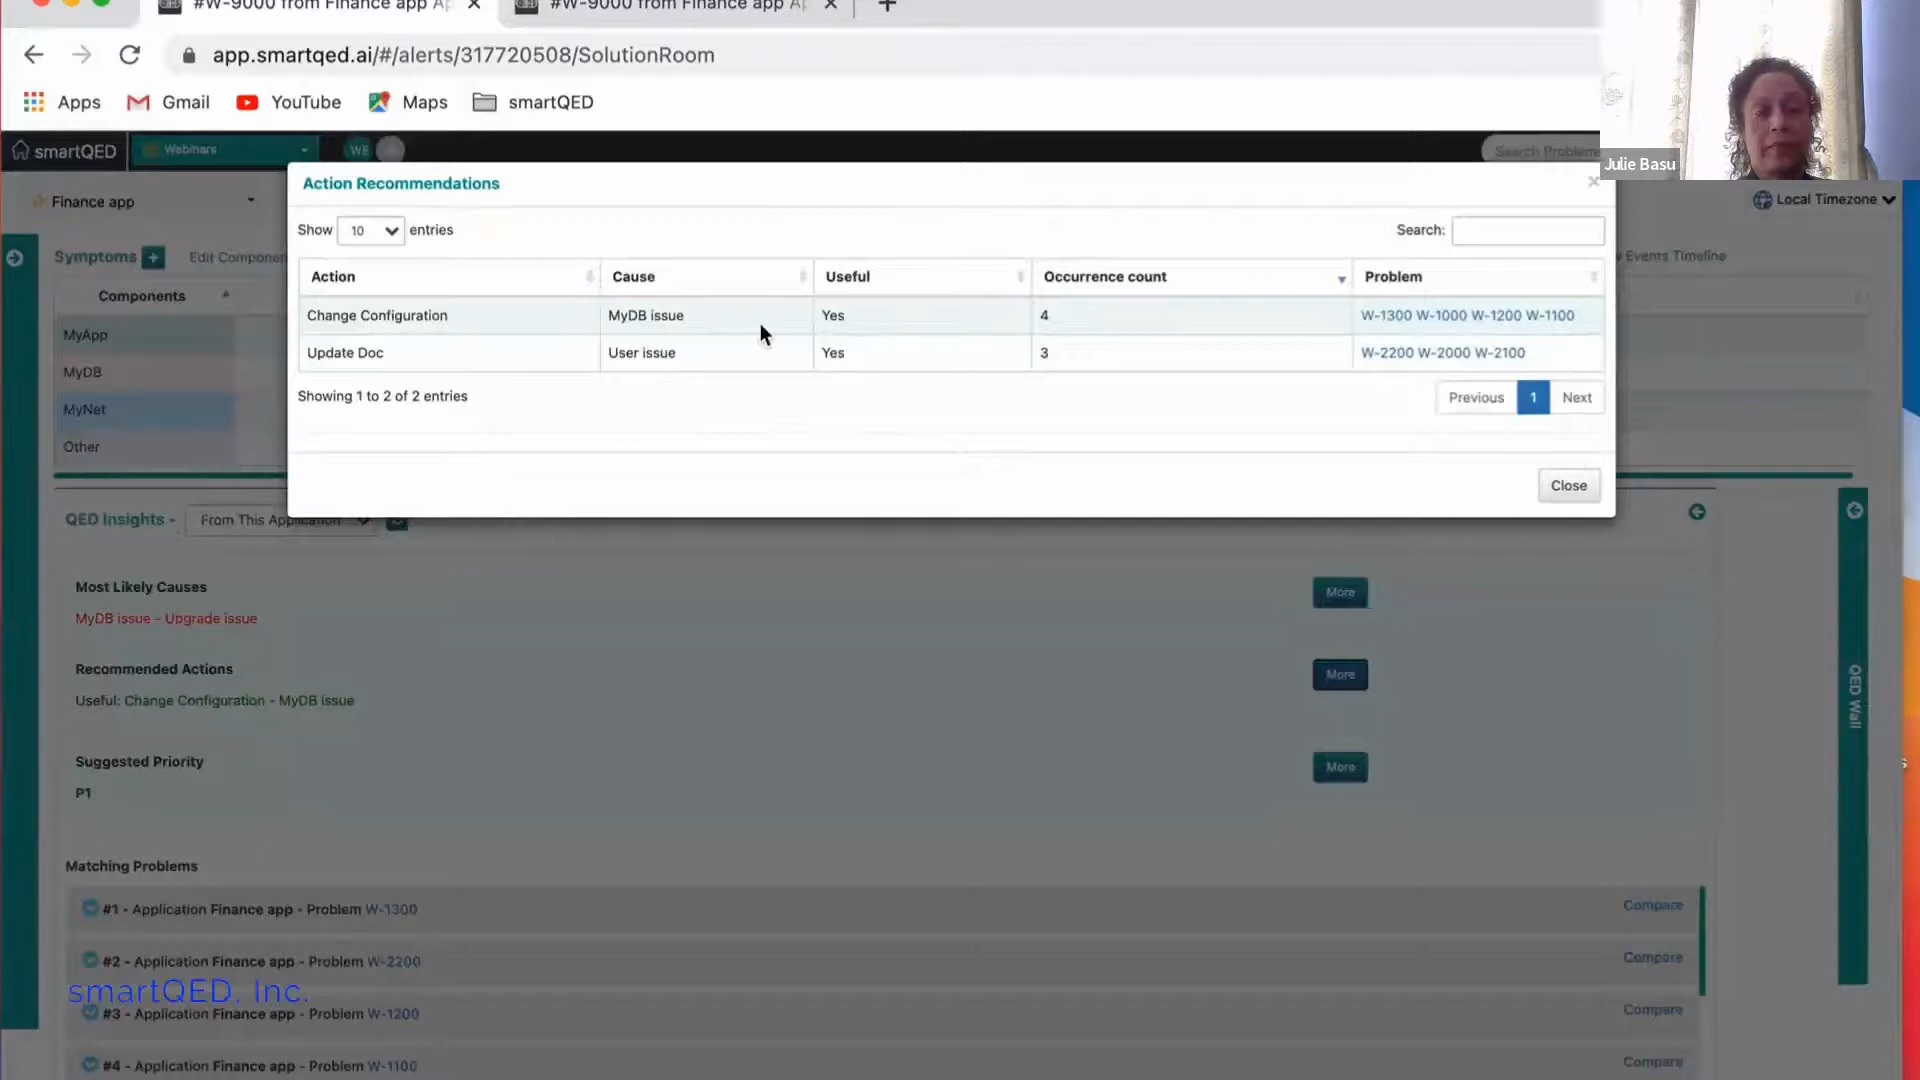 #W-9000 from Finance app Ap
#W-9000 from Finance app Ap
app.smartqed.ai/#/alerts/317720508/SolutionRoom
Apps Gmail YouTube Maps smartQED
smartQED Webinars WE Search Problems
Julie Basu
Finance app Local Timezone
Action Recommendations
Show 10 entries Search:
Symptoms Edit Componen Events Timeline
Components
Action Cause Useful Occurrence count Problem
Change Configuration MyDB issue Yes 4 W-1300 W-1000 W-1200 W-1100
Update Doc User issue Yes 3 W-2200 W-2000 W-2100
Showing 1 to 2 of 2 entries Previous 1 Next
Close
MyApp
MyDB
MyNet
Other
QED Insights From This Application
Most Likely Causes More
MyDB issue - Upgrade issue
Recommended Actions More
Useful: Change Configuration - MyDB issue
Suggested Priority More
P1
QED Wall
Matching Problems
#1 - Application Finance app - Problem W-1300 Compare
#2 - Application Finance app - Problem W-2200 Compare
smartQED, Inc.
#3 - Application Finance app - Problem W-1200 Compare
#4 - Application Finance app - Problem W-1100 Compare